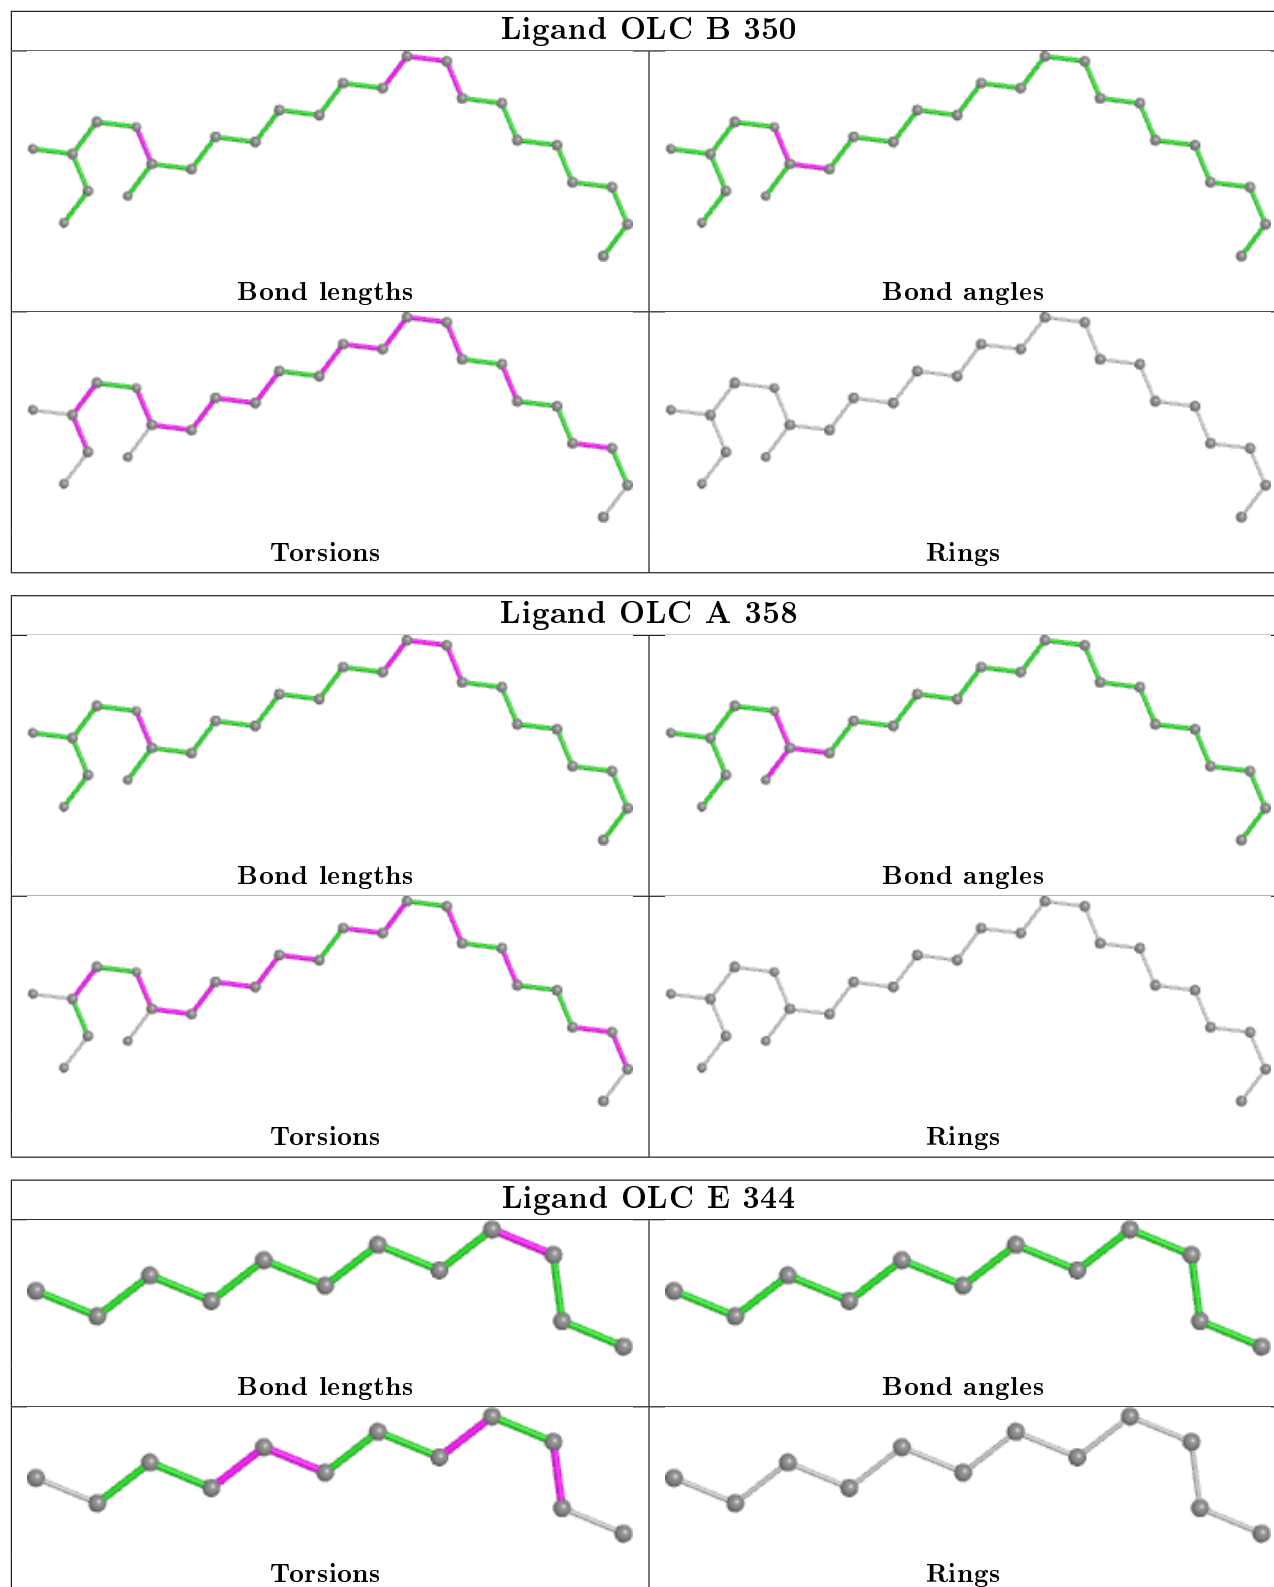 Ligand OLC B 350
Bond lengths
Bond angles
Torsions
Rings
Ligand OLC A 358
Bond lengths
Bond angles
Torsions
Rings
Ligand OLC E 344
Bond lengths
Bond angles
Torsions
Rings